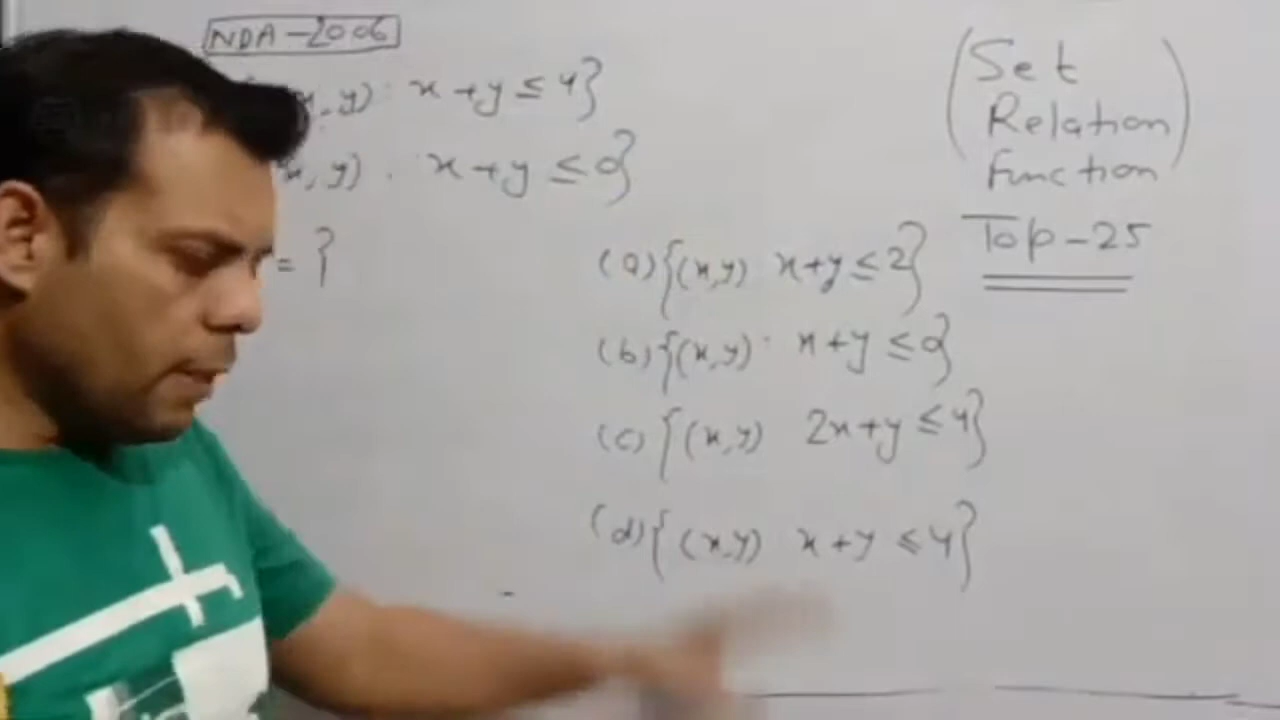 NDA-2006
x, y) : x+y ≤ 4}
x, y) . x+y ≤ 0}
= ?
(Set
Relation
Function)
Top-25
(a) {(x,y) x+y ≤ 2}
(b) {(x,y) : x+y ≤ 0}
(c) {(x,y) 2x+y ≤ 4}
(d) {(x,y) x+y ≤ 4}